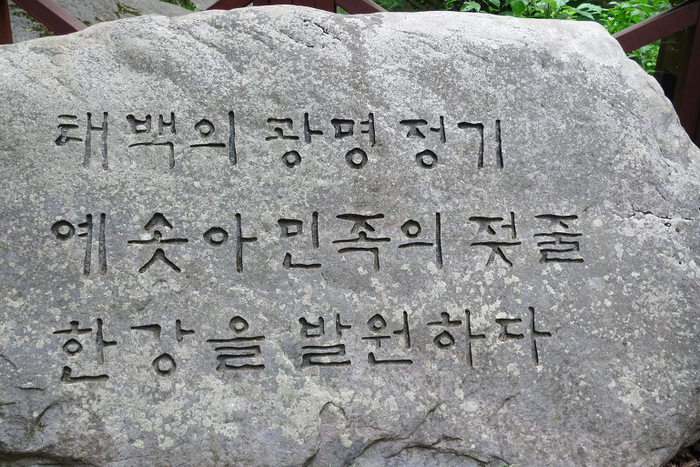 태백의 광명 정기
예 솟아 민족의 젖줄
한강을 발원하다